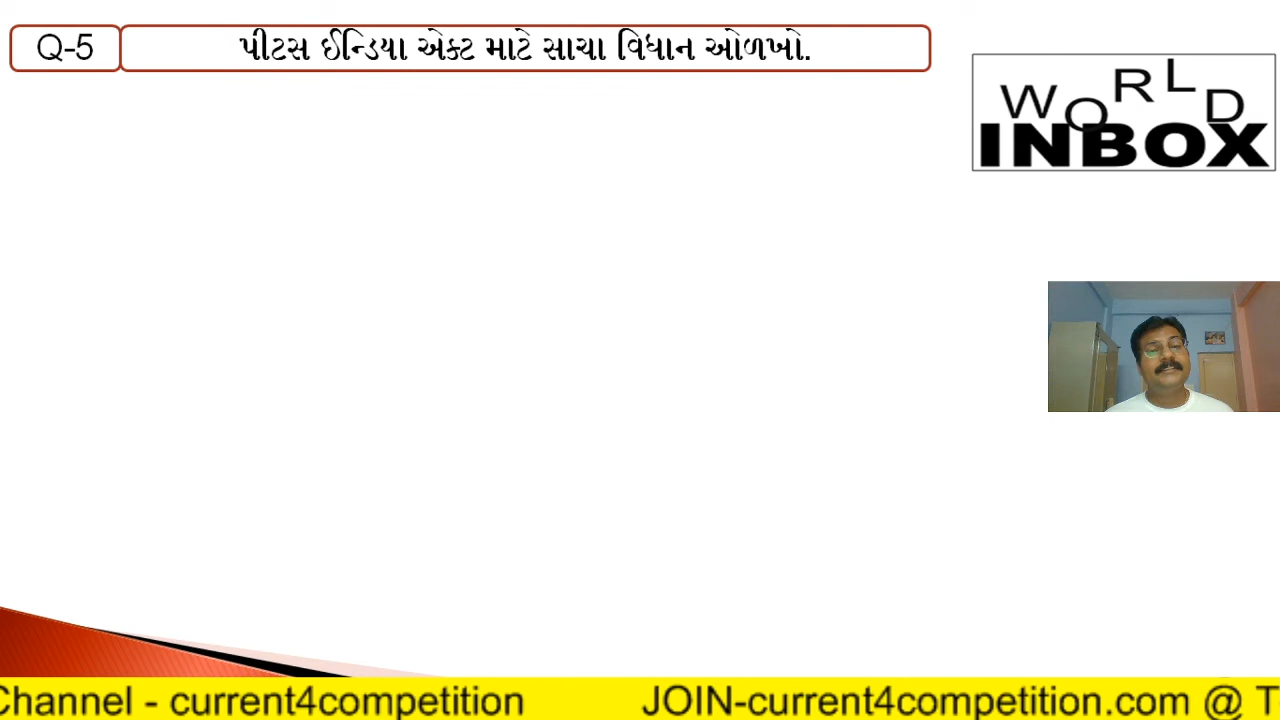 Q-5
પીટસ ઈન્ડિયા એક્ટ માટે સાચા વિધાન ઓળખો.
WORLD
INBOX
Channel - current4competition JOIN-current4competition.com @ T